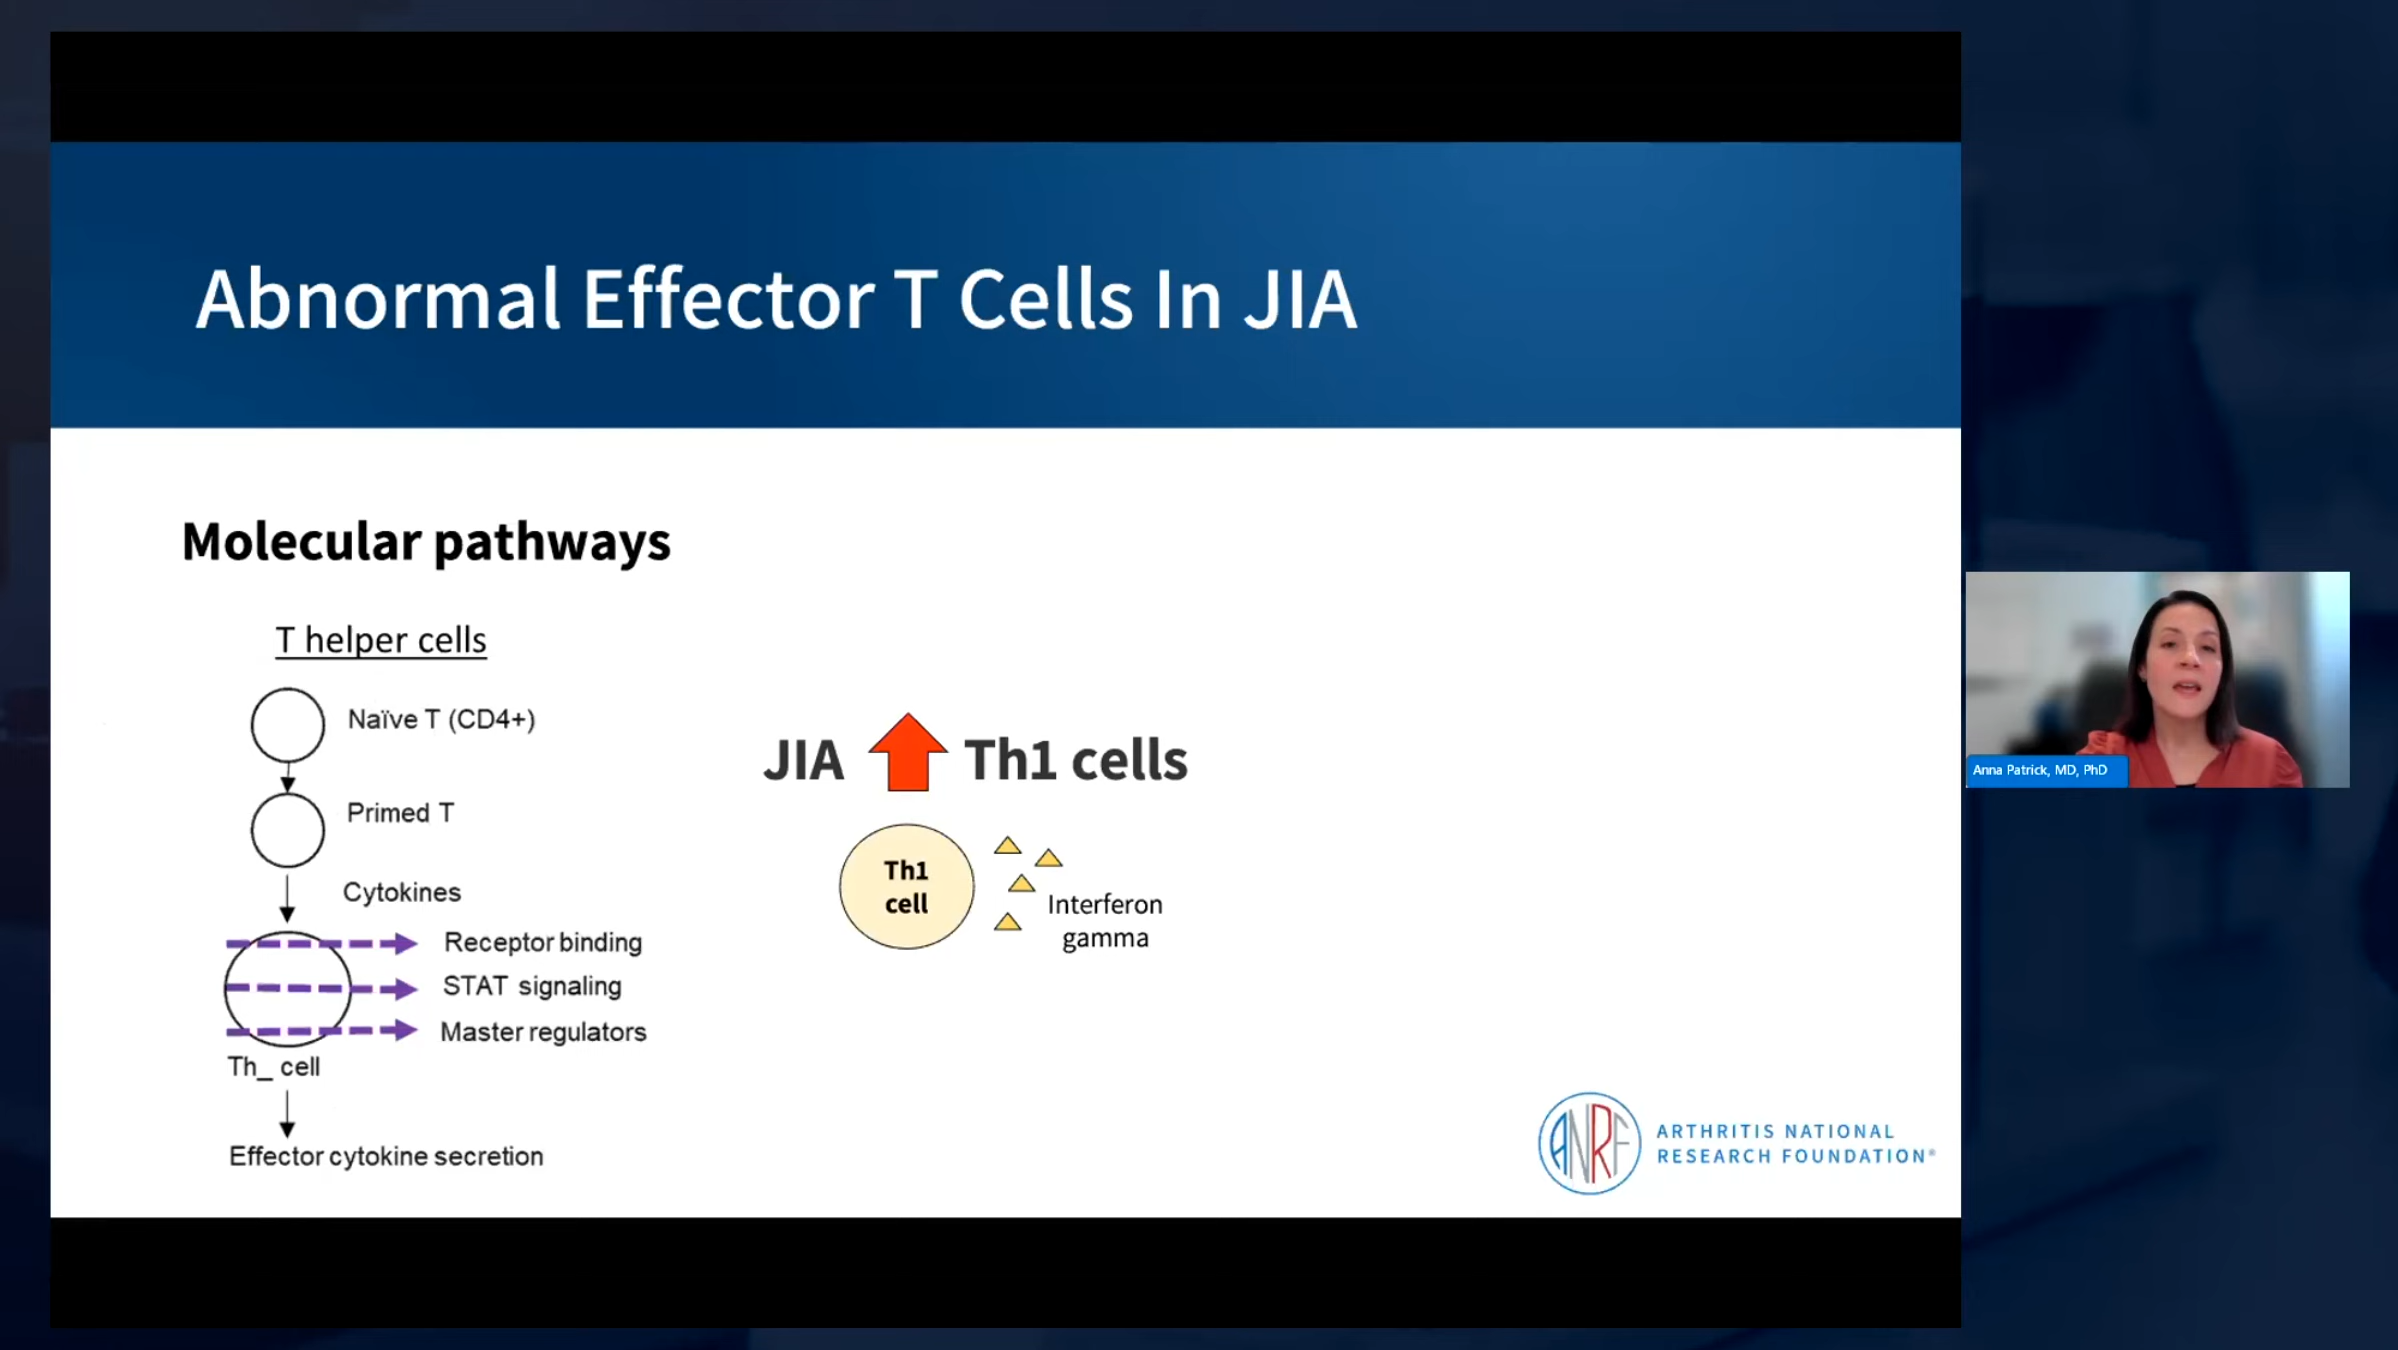 Abnormal Effector T Cells In JIA
Molecular pathways
T helper cells
Naïve T (CD4+)
Primed T
Cytokines
Receptor binding
STAT signaling
Master regulators
Th_ cell
Effector cytokine secretion
JIA Th1 cells
Th1
cell
Interferon
gamma
ANRF
ARTHRITIS NATIONAL
RESEARCH FOUNDATION®
Anna Patrick, MD, PhD